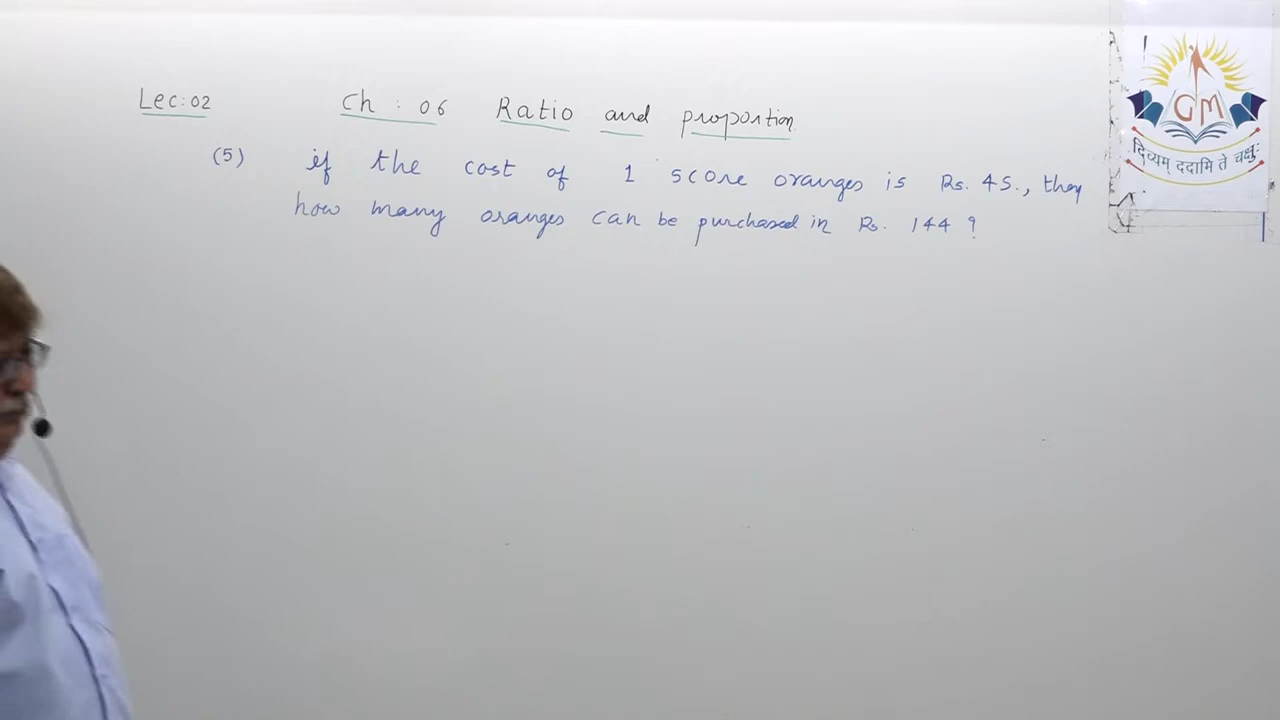 Lec:02
Ch : 06 Ratio and proportion
(5) if the cost of 1 score oranges is Rs. 45., then
how many oranges can be purchased in Rs. 144 ?
GM
दिव्यम् ददामि ते चक्षुः